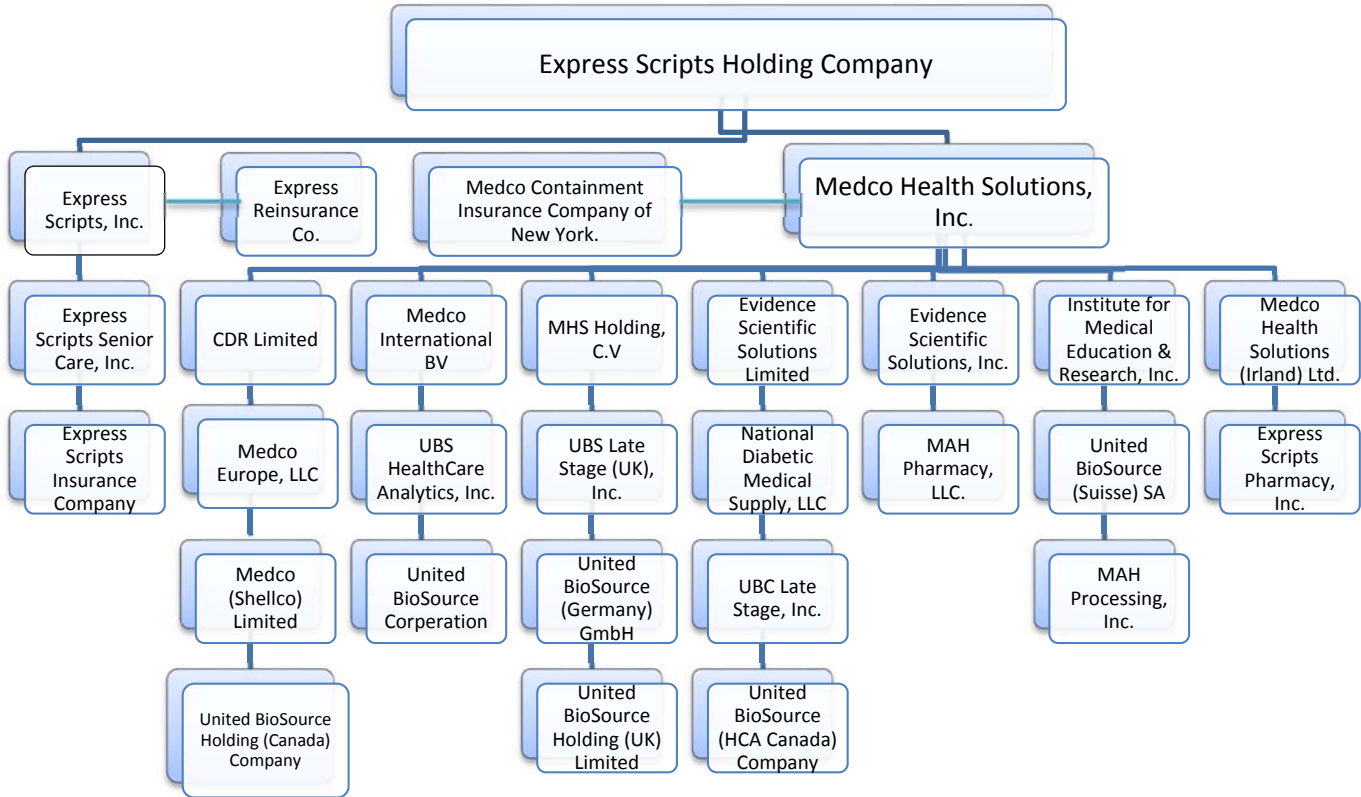 Express Scripts Holding Company
Express
Scripts, Inc.
Express
Reinsurance
Co.
Medco Containment
Insurance Company of
New York.
Medco Health Solutions,
Inc.
Express
Scripts Senior
Care, Inc.
CDR Limited
Medco
International
BV
MHS Holding,
C.V
Evidence
Scientific
Solutions
Limited
Evidence
Scientific
Solutions, Inc.
Institute for
Medical
Education &
Research, Inc.
Medco
Health
Solutions
(Irland) Ltd.
Express
Scripts
Insurance
Company
Medco
Europe, LLC
UBS
HealthCare
Analytics, Inc.
UBS Late
Stage (UK),
Inc.
National
Diabetic
Medical
Supply, LLC
MAH
Pharmacy,
LLC.
United
BioSource
(Suisse) SA
Express
Scripts
Pharmacy,
Inc.
Medco
(Shellco)
Limited
United
BioSource
Corperation
United
BioSource
(Germany)
GmbH
UBC Late
Stage, Inc.
MAH
Processing,
Inc.
United BioSource
Holding (Canada)
Company
United
BioSource
Holding (UK)
Limited
United
BioSource
(HCA Canada)
Company